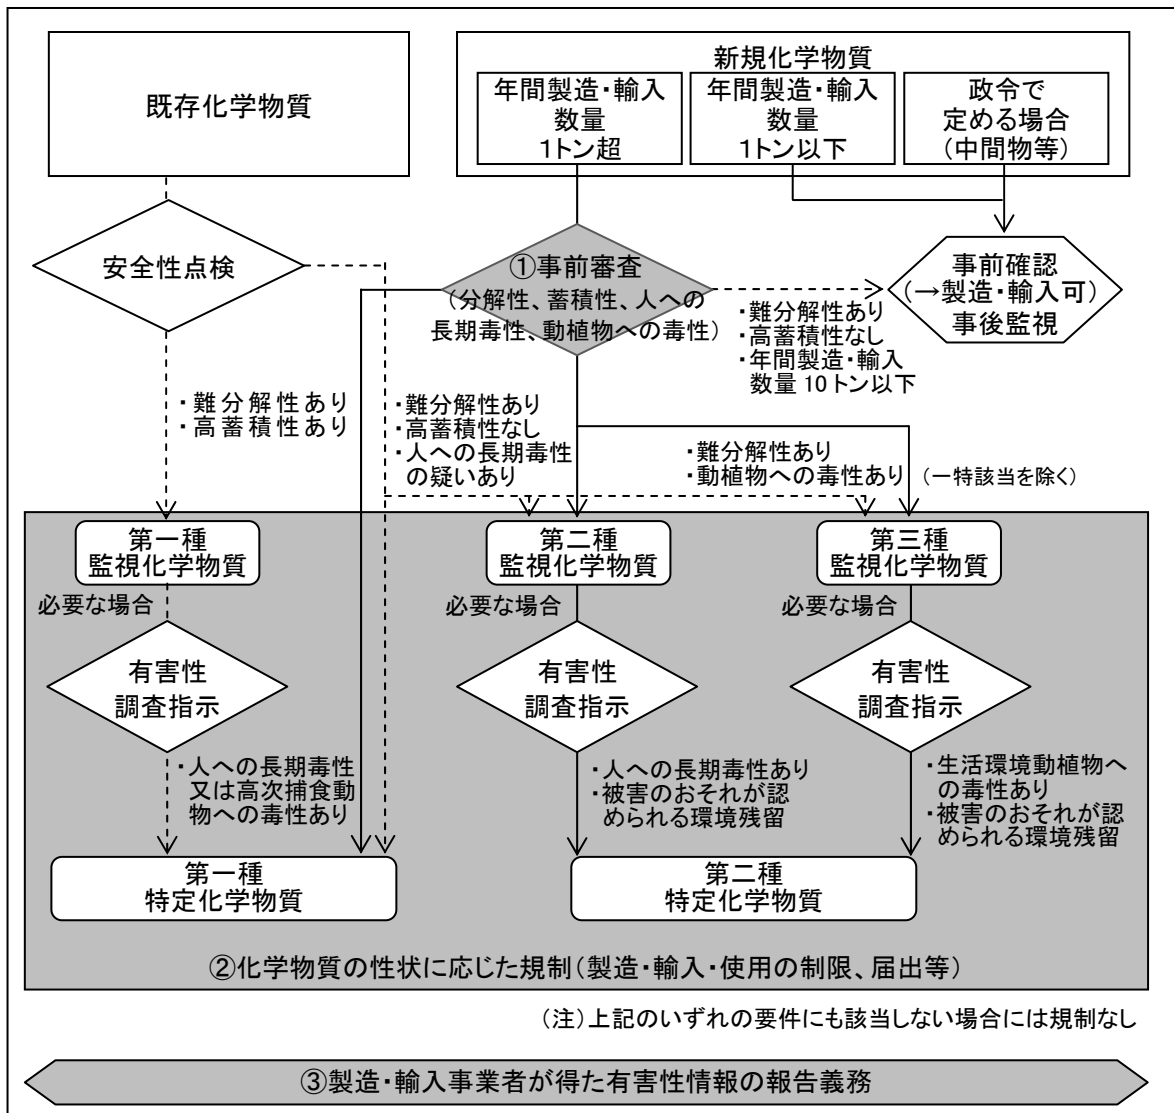 既存化学物質
新規化学物質
年間製造・輸入
数量
1トン超
年間製造・輸入
数量
1トン以下
政令で
定める場合
(中間物等)
安全性点検
①事前審査
(分解性、蓄積性、人への
長期毒性、動植物への毒性)
事前確認
(→製造・輸入可)
事後監視
・難分解性あり
・高蓄積性なし
・年間製造・輸入
数量10トン以下
・難分解性あり
・高蓄積性あり
・難分解性あり
・高蓄積性なし
・人への長期毒性
の疑いあり
・難分解性あり
・動植物への毒性あり
(一特該当を除く)
第一種
監視化学物質
第二種
監視化学物質
第三種
監視化学物質
必要な場合
必要な場合
必要な場合
有害性
調査指示
有害性
調査指示
有害性
調査指示
・人への長期毒性
又は高次捕食動
物への毒性あり
・人への長期毒性あり
・被害のおそれが認
められる環境残留
・生活環境動植物へ
の毒性あり
・被害のおそれが認
められる環境残留
第一種
特定化学物質
第二種
特定化学物質
②化学物質の性状に応じた規制(製造・輸入・使用の制限、届出等)
(注)上記のいずれの要件にも該当しない場合には規制なし
③製造・輸入事業者が得た有害性情報の報告義務